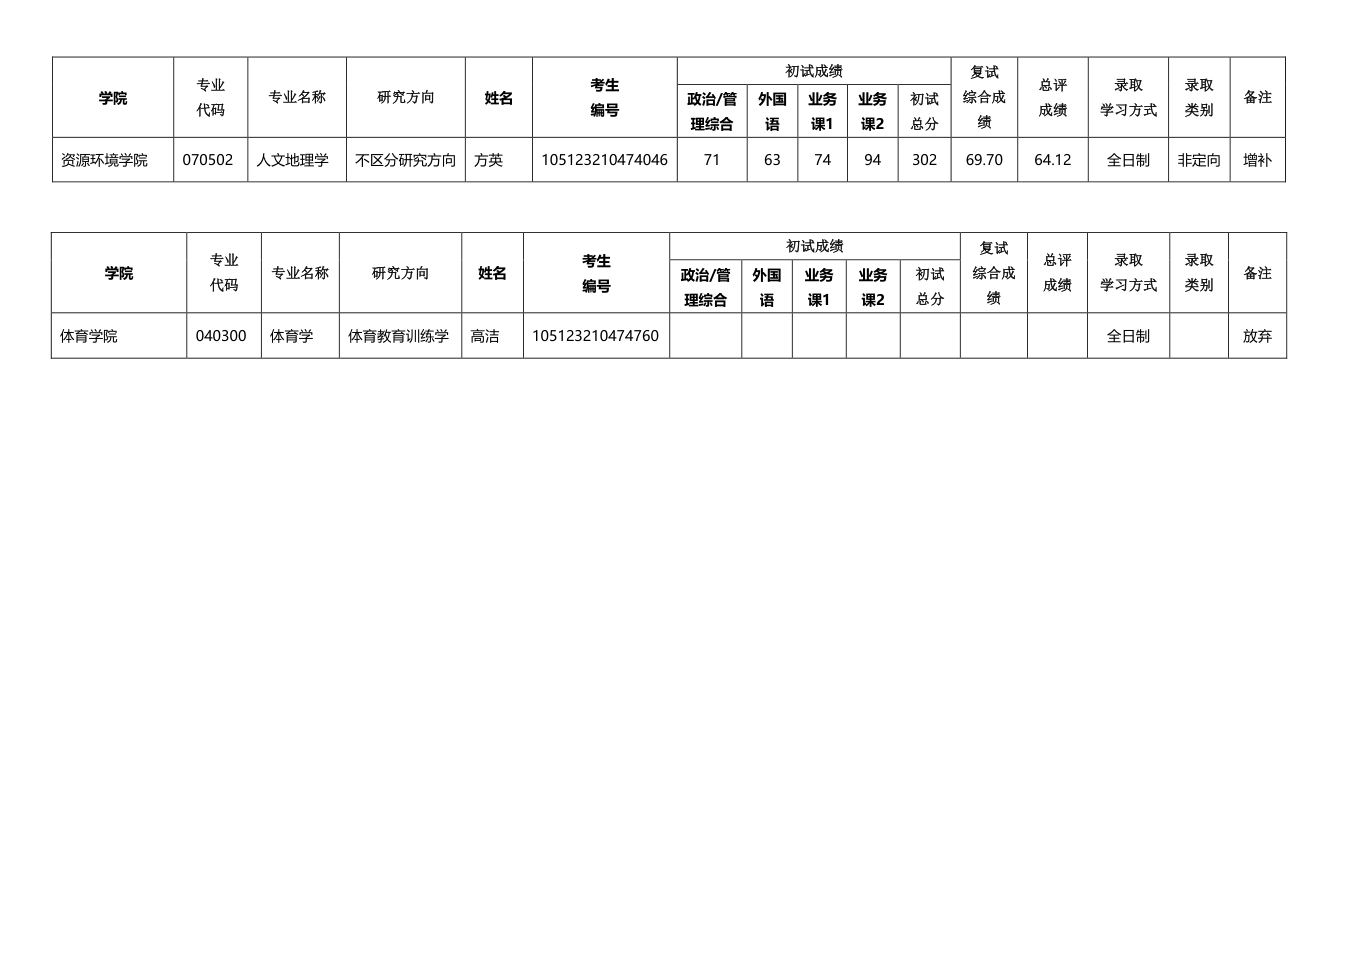 学院 专业代码 专业名称 研究方向 姓名 考生编号 初试成绩 复试综合成绩 总评成绩 录取学习方式 录取类别 备注
政治/管理综合 外国语 业务课1 业务课2 初试总分
资源环境学院 070502 人文地理学 不区分研究方向 方英 105123210474046 71 63 74 94 302 69.70 64.12 全日制 非定向 增补
学院 专业代码 专业名称 研究方向 姓名 考生编号 初试成绩 复试综合成绩 总评成绩 录取学习方式 录取类别 备注
政治/管理综合 外国语 业务课1 业务课2 初试总分
体育学院 040300 体育学 体育教育训练学 高洁 105123210474760 全日制 放弃